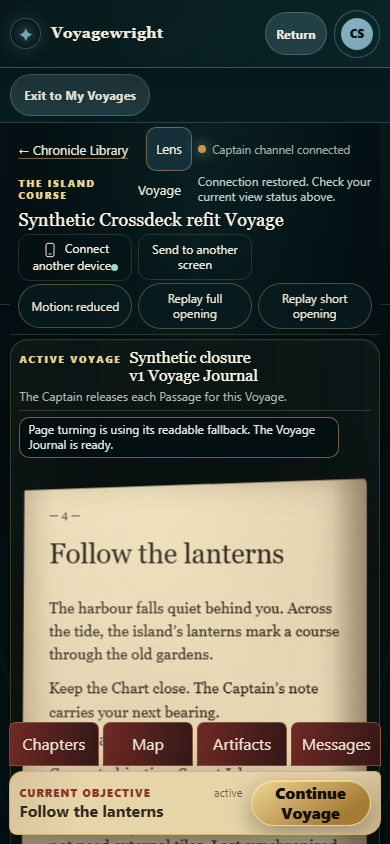 Voyagewright
Return
CS
Exit to My Voyages
← Chronicle Library
Lens
Captain channel connected
THE ISLAND
COURSE
Voyage
Connection restored. Check your
current view status above.
Synthetic Crossdeck refit Voyage
Connect
another device
Send to another
screen
Motion: reduced
Replay full
opening
Replay short
opening
ACTIVE VOYAGE
Synthetic closure
v1 Voyage Journal
The Captain releases each Passage for this Voyage.
Page turning is using its readable fallback. The Voyage
Journal is ready.
— 4 —
Follow the lanterns
The harbour falls quiet behind you. Across
the tide, the island’s lanterns mark a course
through the old gardens.
Keep the Chart close. The Captain’s note
carries your next bearing.
Chapters
Map
Artifacts
Messages
CURRENT OBJECTIVE
Follow the lanterns
active
Continue
Voyage